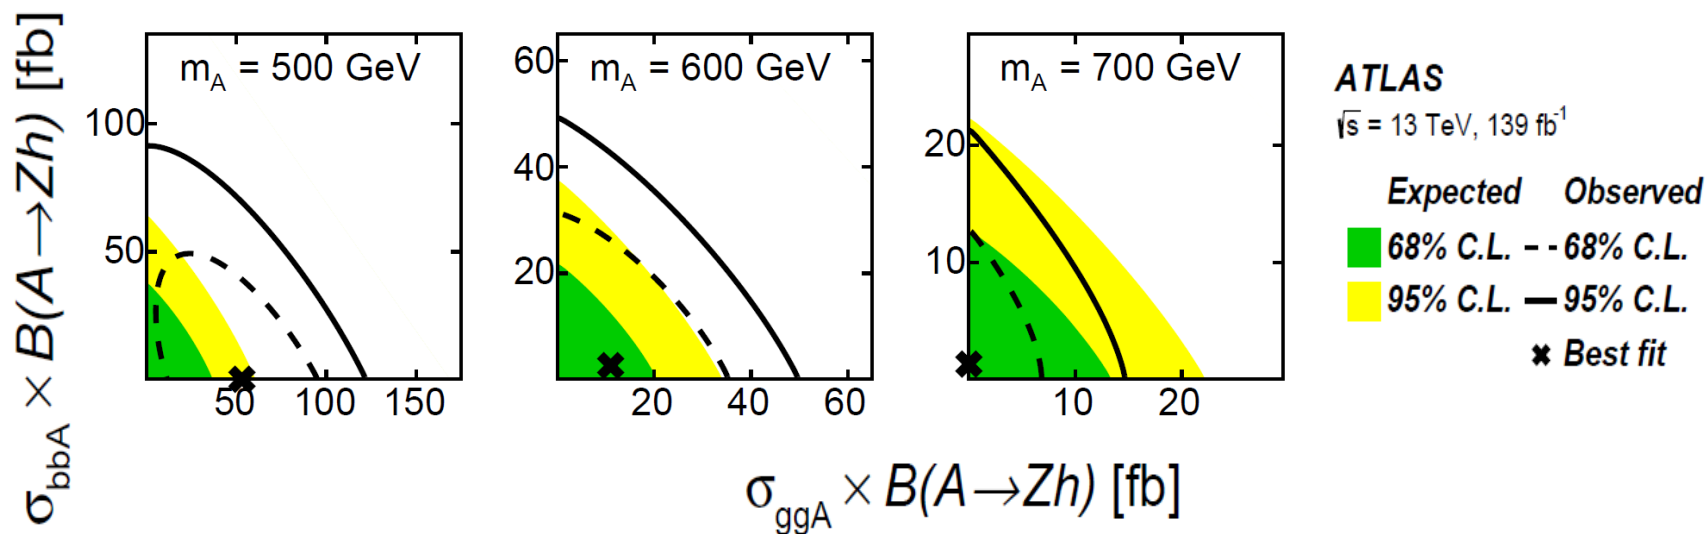 σbbA × B(A→Zh) [fb]
mA = 500 GeV
100
50
50 100 150
mA = 600 GeV
60
40
20
20 40 60
mA = 700 GeV
20
10
10 20
σggA × B(A→Zh) [fb]
ATLAS
√s = 13 TeV, 139 fb-1
Expected Observed
68% C.L. 68% C.L.
95% C.L. 95% C.L.
Best fit